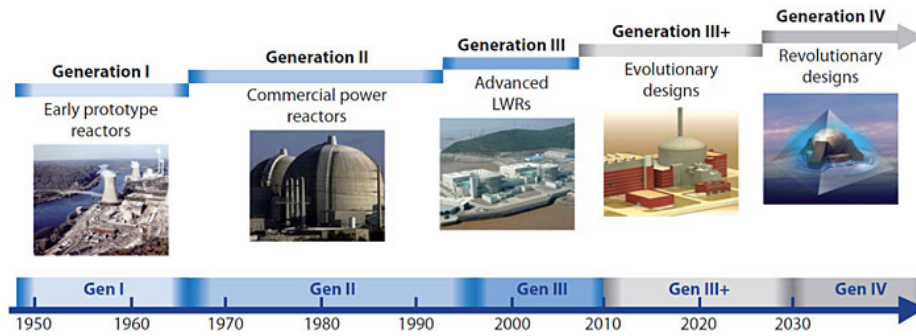 Generation I
Early prototype
reactors
Generation II
Commercial power
reactors
Generation III
Advanced
LWRs
Generation III+
Evolutionary
designs
Generation IV
Revolutionary
designs
Gen I
Gen II
Gen III
Gen III+
Gen IV
1950
1960
1970
1980
1990
2000
2010
2020
2030